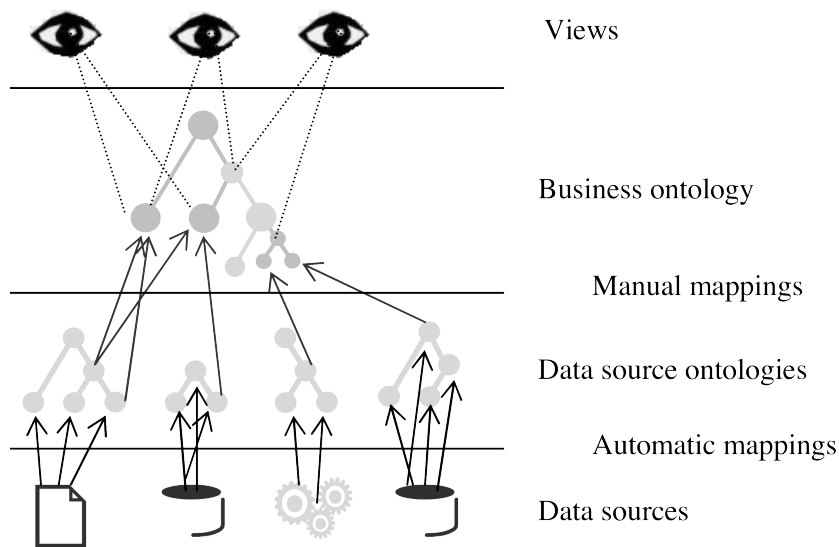 Views
Business ontology
Manual mappings
Data source ontologies
Automatic mappings
Data sources